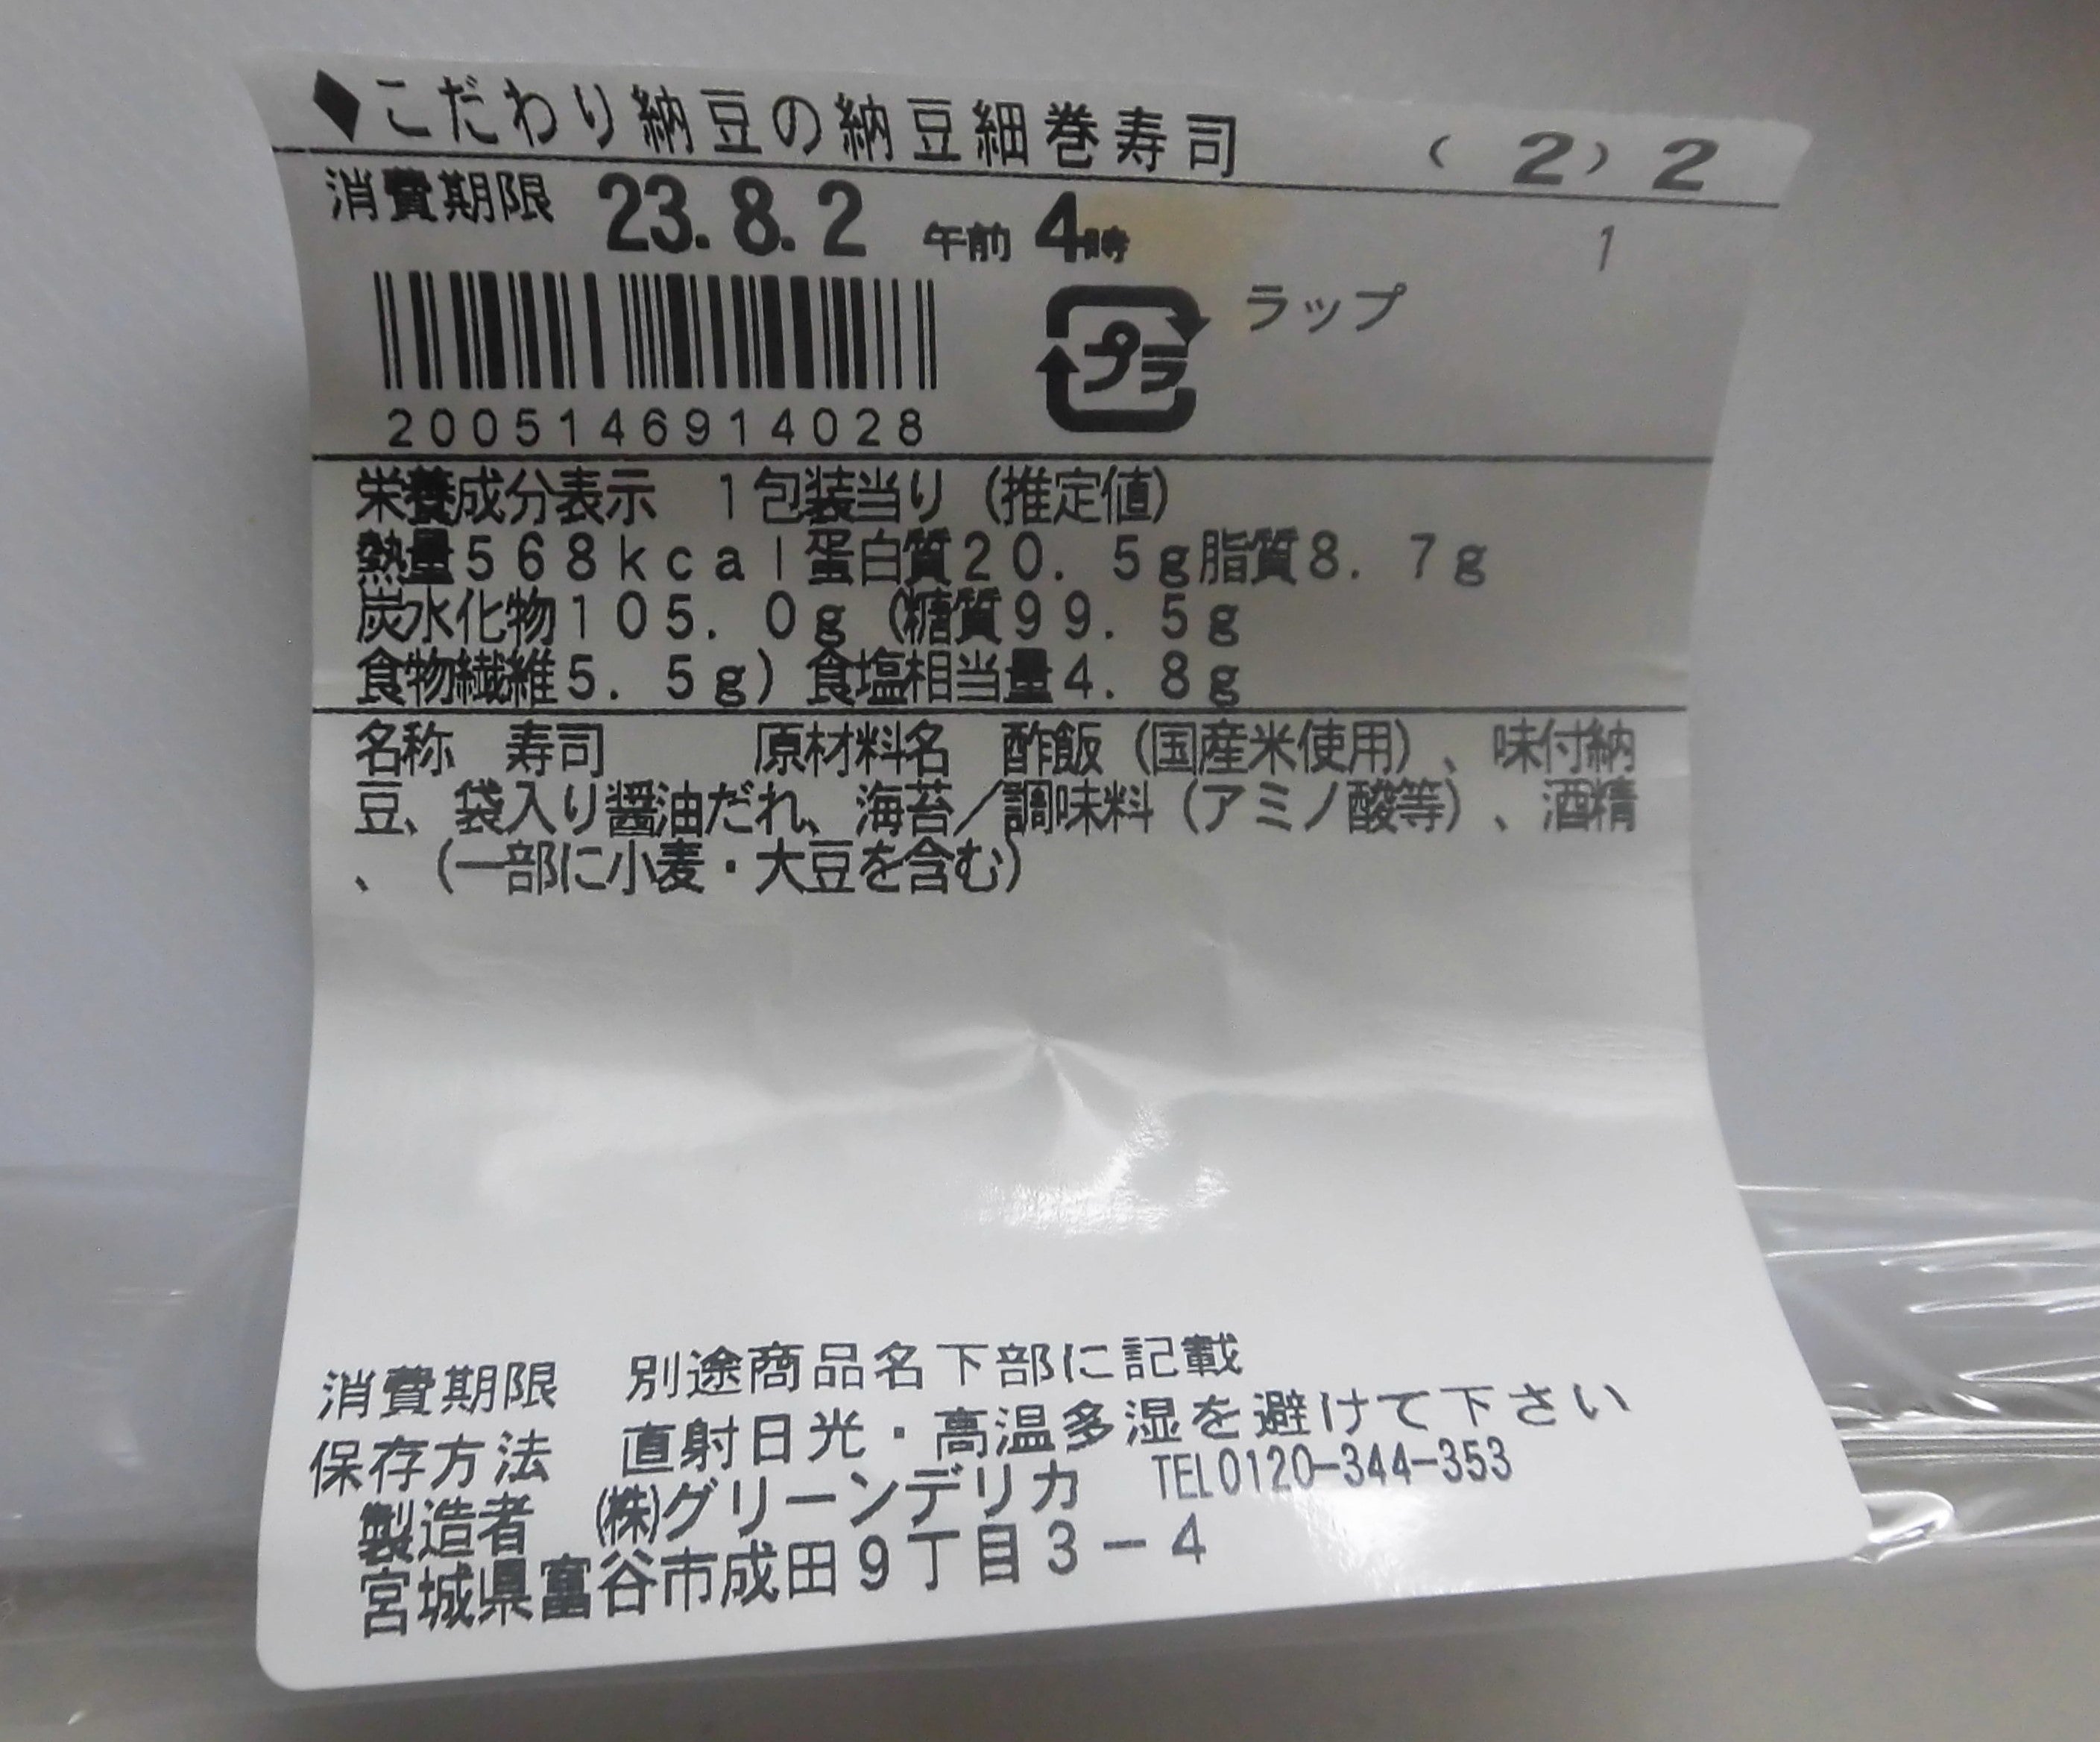 ◆こだわり納豆の納豆細巻寿司 ( 2) 2
消費期限 23.8.2 午前 4時
1
プラ ラップ
2005146914028
栄養成分表示 1包装当り(推定値)
熱量568kcal蛋白質20.5g脂質8.7g
炭水化物105.0g(糖質99.5g
食物繊維5.5g)食塩相当量4.8g
名称 寿司 原材料名 酢飯(国産米使用)、味付納
豆、袋入り醤油だれ、海苔/調味料(アミノ酸等)、酒精
、(一部に小麦・大豆を含む)
消費期限 別途商品名下部に記載
保存方法 直射日光・高温多湿を避けて下さい
製造者 (株)グリーンデリカ TEL0120-344-353
宮城県富谷市成田9丁目3-4